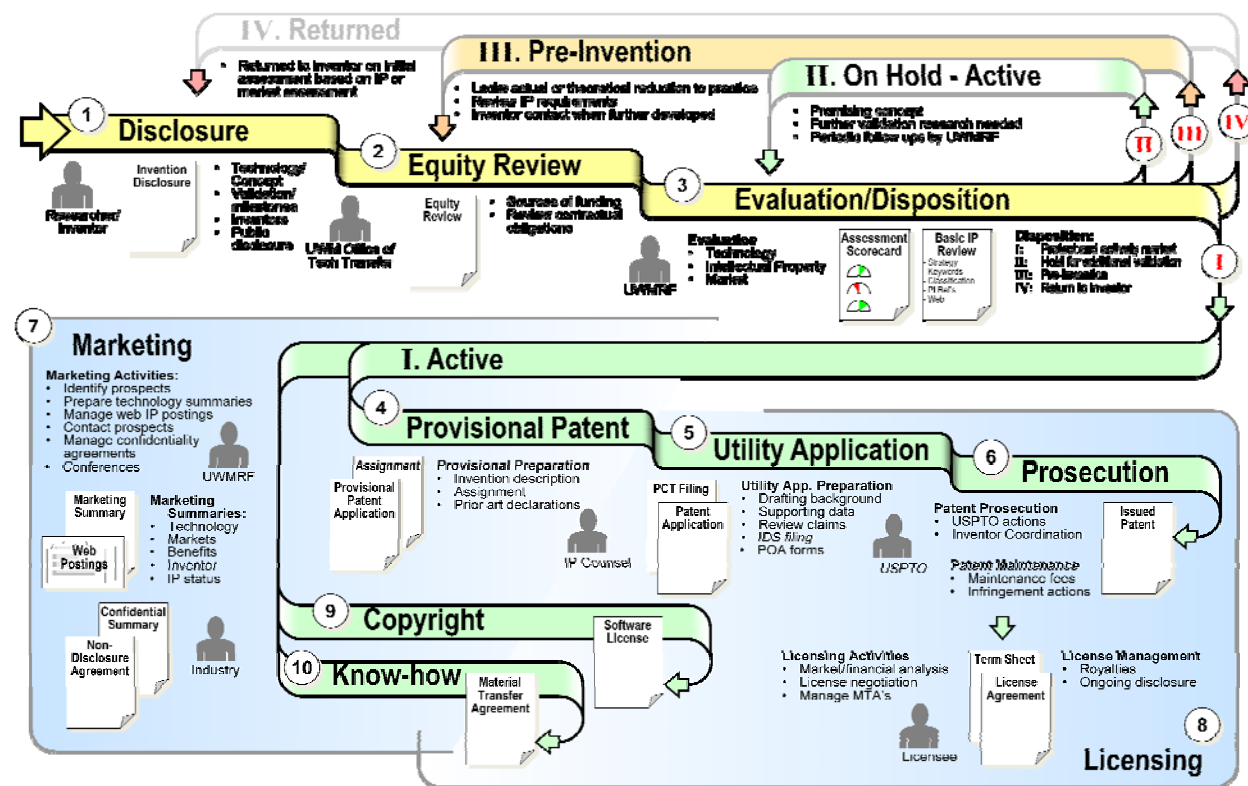 IV. Returned
• Returned to inventor on initial
assessment based on IP or
market assessment
III. Pre-Invention
• Lacks actual or theoretical reduction to practice
• Review IP requirements
• Inventor contact when further developed
II. On Hold - Active
• Promising concept
• Further validation research needed
• Periodic follow ups by UWMRF
II
III
IV
1
Disclosure
Researcher/
Inventor
Invention
Disclosure
• Technology/
Concept
• Validation/
milestones
• Inventors
• Public
disclosure
2
Equity Review
UWM Office of
Tech Transfer
Equity
Review
• Sources of funding
• Review contractual
obligations
3
Evaluation/Disposition
UWMRF
Evaluation
• Technology
• Intellectual Property
• Market
Assessment
Scorecard
Basic IP
Review
- Strategy
Keywords
- Classification
- Web
Disposition:
I: Protect and actively market
II: Hold for additional validation
III: Pre-invention
IV: Return to inventor
I
7
Marketing
Marketing Activities:
• Identify prospects
• Prepare technology summaries
• Manage web IP postings
• Contact prospects
• Manage confidentiality
agreements
• Conferences
UWMRF
Marketing
Summary
Web
Postings
Marketing
Summaries:
• Technology
• Markets
• Benefits
• Inventor
• IP status
Confidential
Summary
Non-
Disclosure
Agreement
Industry
I. Active
4
Provisional Patent
Assignment
Provisional
Patent
Application
Provisional Preparation
• Invention description
• Assignment
• Prior art declarations
IP Counsel
5
Utility Application
PCT Filing
Patent
Application
Utility App. Preparation
• Drafting background
• Supporting data
• Review claims
• IDS filing
• POA forms
USPTO
6
Prosecution
Patent Prosecution
• USPTO actions
• Inventor Coordination
Patent Maintenance
• Maintenance fees
• Infringement actions
Issued
Patent
9
Copyright
Software
License
10
Know-how
Material
Transfer
Agreement
Licensing Activities
• Market/financial analysis
• License negotiation
• Manage MTA's
Licensee
Term Sheet
License
Agreement
License Management
• Royalties
• Ongoing disclosure
8
Licensing